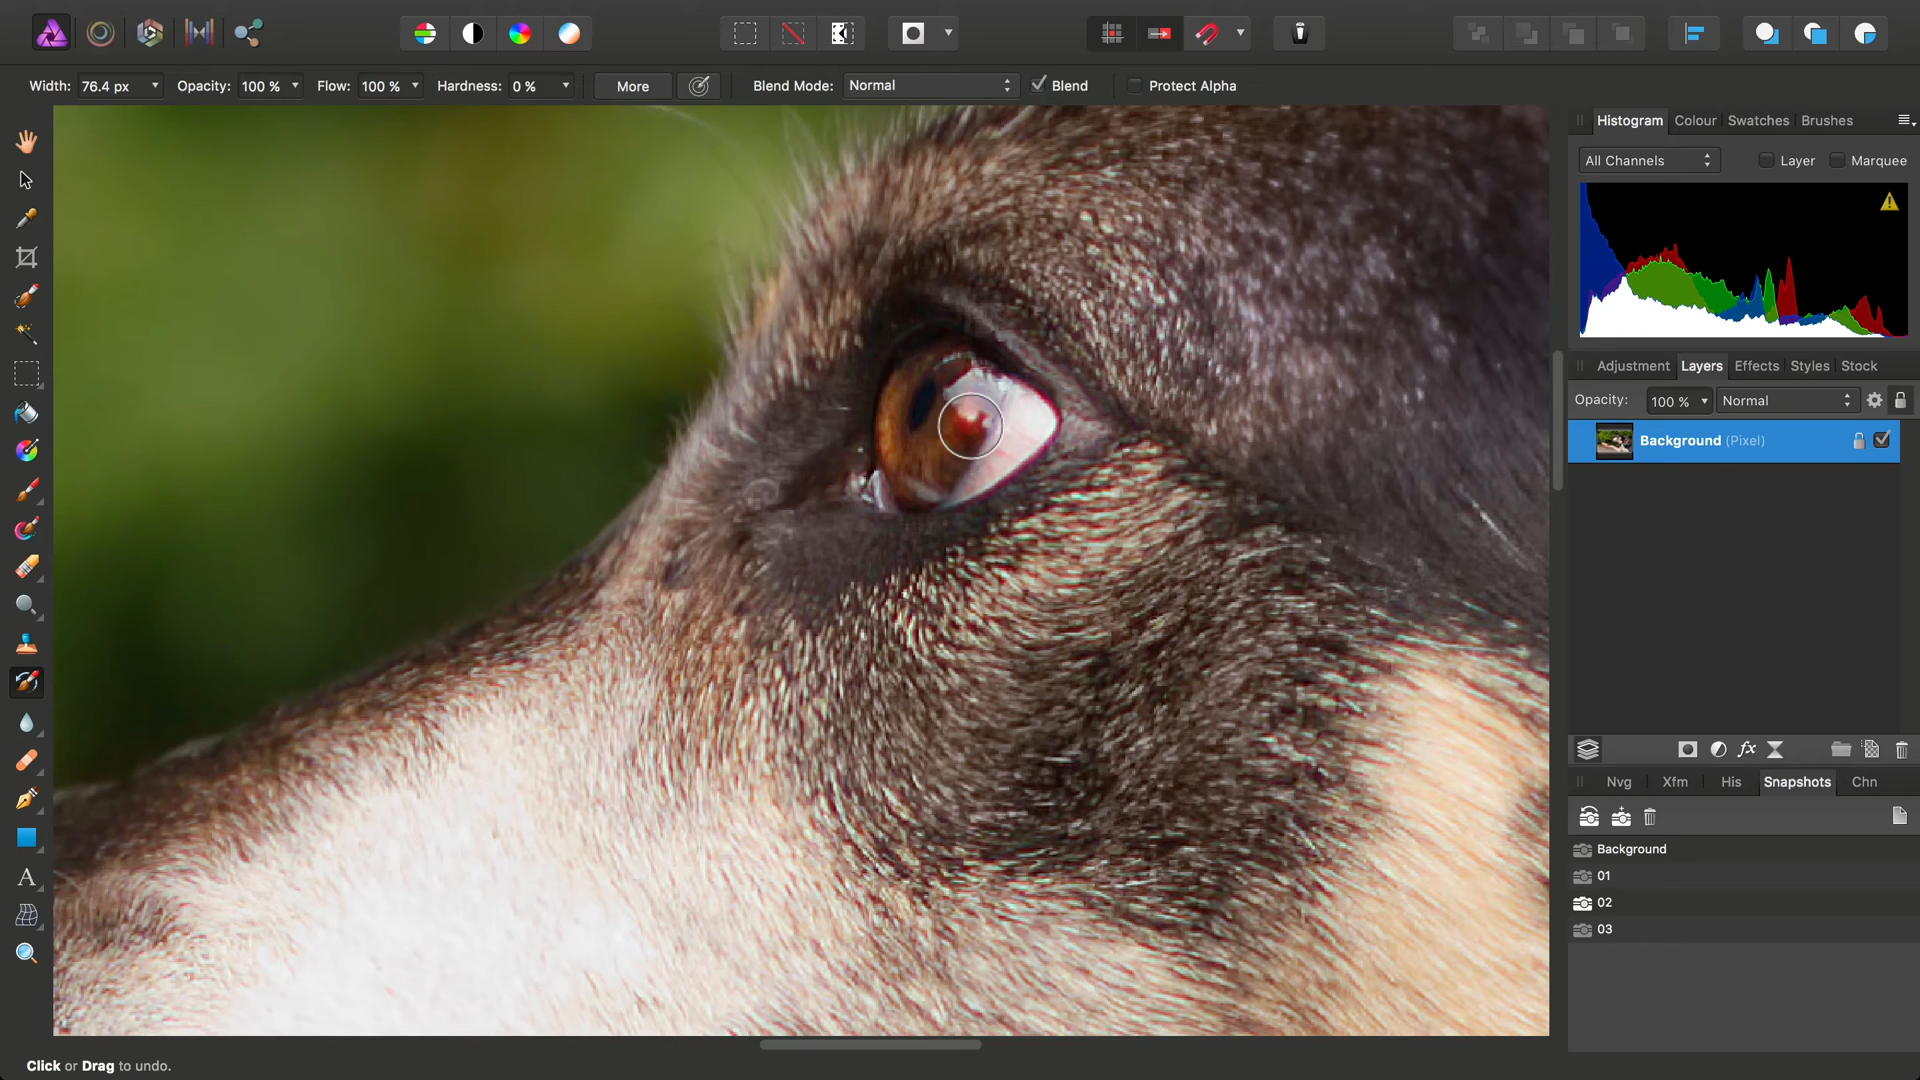 Width: 76.4 px Opacity: 100 % Flow: 100 % Hardness: 0 % More Blend Mode: Normal Blend Protect Alpha
Histogram Colour Swatches Brushes
All Channels Layer Marquee
Adjustment Layers Effects Styles Stock
Opacity: 100 % Normal
Background (Pixel)
fx
Nvg Xfm His Snapshots Chn
Background
01
02
03
A
Click or Drag to undo.